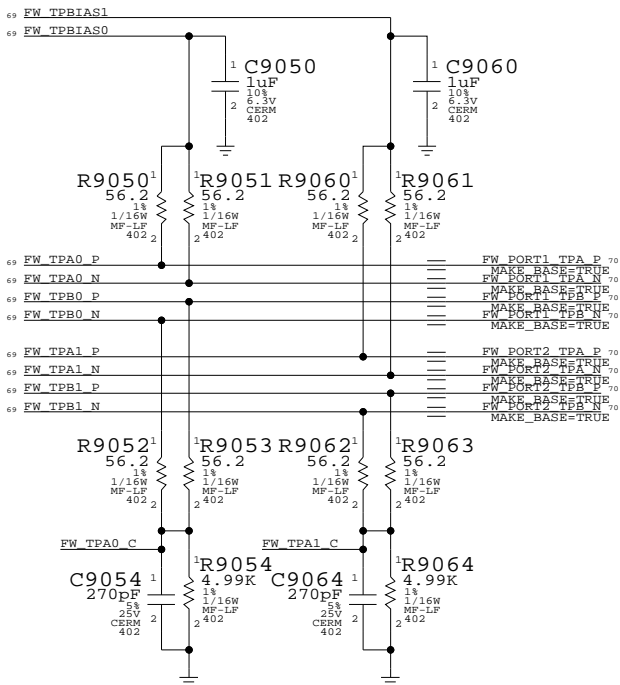 69 FW_TPBIAS1
69 FW_TPBIAS0
1 C9050
1uF
10%
2 6.3V
CERM
402
1 C9060
1uF
10%
2 6.3V
CERM
402
R9050 1
56.2
1%
1/16W
MF-LF
402 2
1 R9051
56.2
1%
1/16W
MF-LF
2 402
R9060 1
56.2
1%
1/16W
MF-LF
402 2
1 R9061
56.2
1%
1/16W
MF-LF
2 402
69 FW_TPA0_P FW_PORT1_TPA_P 70
MAKE_BASE=TRUE
69 FW_TPA0_N FW_PORT1_TPA_N 70
MAKE_BASE=TRUE
69 FW_TPB0_P FW_PORT1_TPB_P 70
MAKE_BASE=TRUE
69 FW_TPB0_N FW_PORT1_TPB_N 70
MAKE_BASE=TRUE
69 FW_TPA1_P FW_PORT2_TPA_P 70
MAKE_BASE=TRUE
69 FW_TPA1_N FW_PORT2_TPA_N 70
MAKE_BASE=TRUE
69 FW_TPB1_P FW_PORT2_TPB_P 70
MAKE_BASE=TRUE
69 FW_TPB1_N FW_PORT2_TPB_N 70
MAKE_BASE=TRUE
R9052 1
56.2
1%
1/16W
MF-LF
402 2
1 R9053
56.2
1%
1/16W
MF-LF
2 402
R9062 1
56.2
1%
1/16W
MF-LF
402 2
1 R9063
56.2
1%
1/16W
MF-LF
2 402
FW_TPA0_C
FW_TPA1_C
C9054 1
270pF
5%
25V 2
CERM
402
1 R9054
4.99K
1%
1/16W
MF-LF
2 402
C9064 1
270pF
5%
25V 2
CERM
402
1 R9064
4.99K
1%
1/16W
MF-LF
2 402